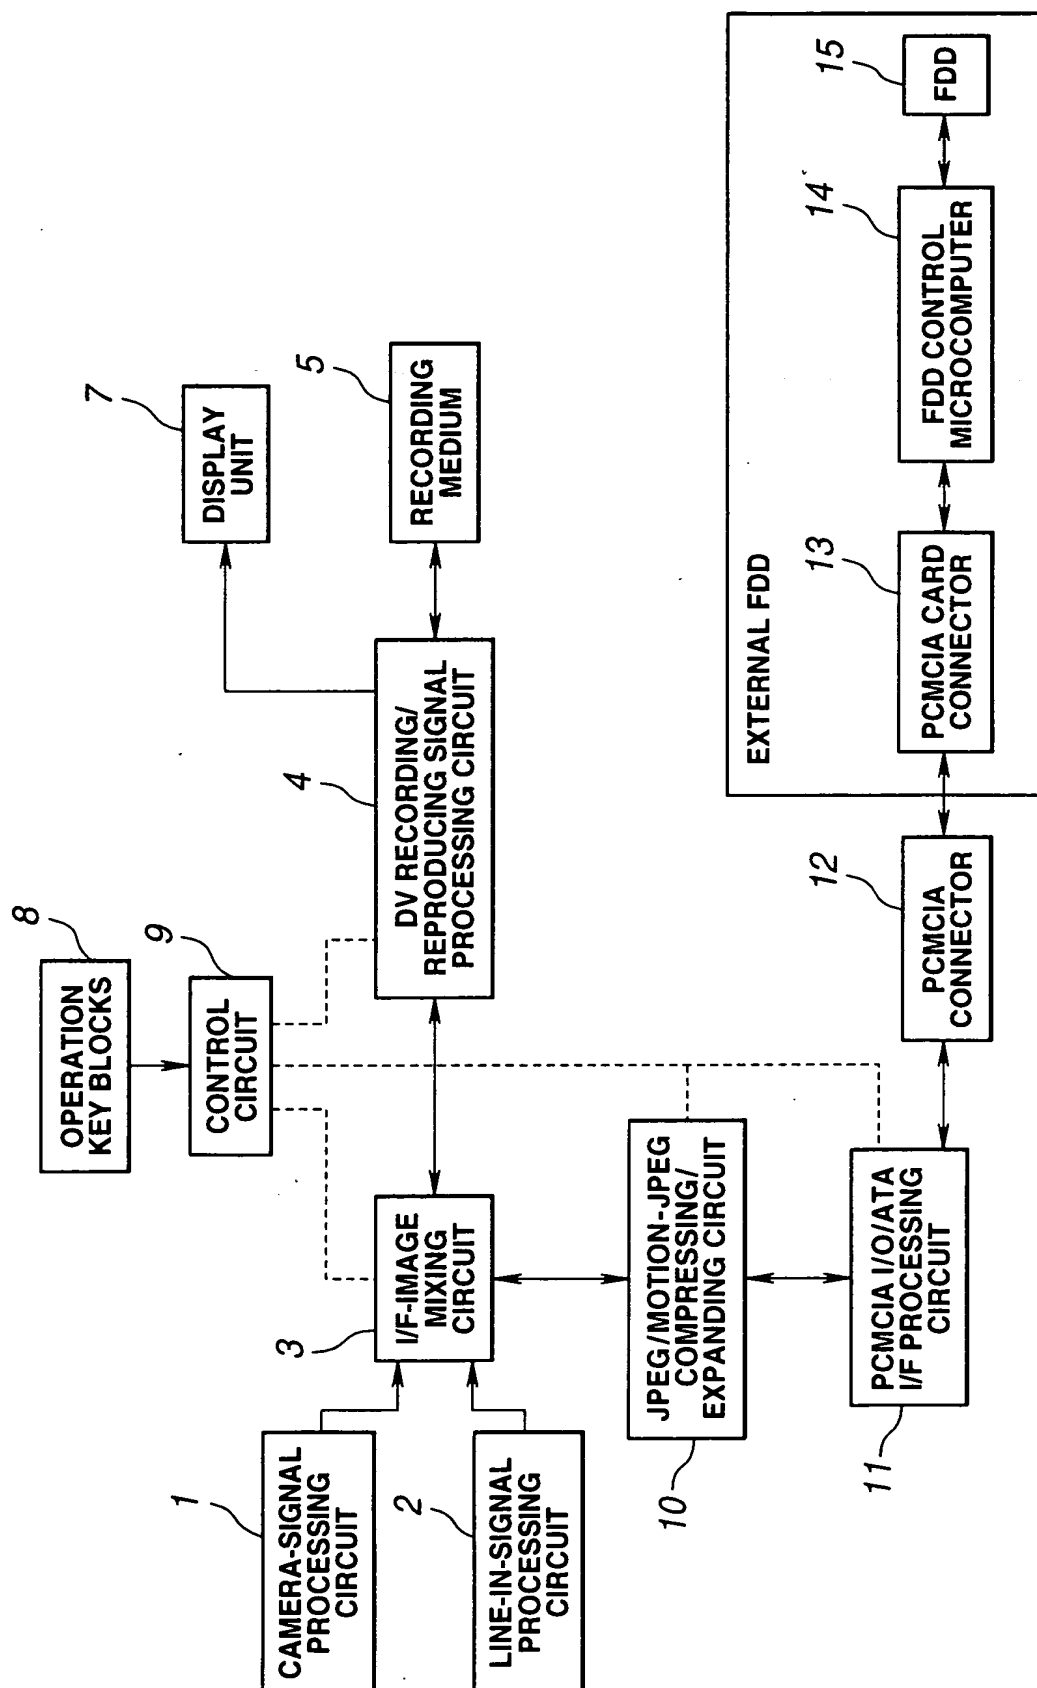 8
OPERATION
KEY BLOCKS
9
CONTROL
CIRCUIT
7
DISPLAY
UNIT
1
CAMERA-SIGNAL
PROCESSING
CIRCUIT
2
LINE-IN-SIGNAL
PROCESSING
CIRCUIT
3
I/F-IMAGE
MIXING
CIRCUIT
4
DV RECORDING/
REPRODUCING SIGNAL
PROCESSING CIRCUIT
5
RECORDING
MEDIUM
10
JPEG/MOTION-JPEG
COMPRESSING/
EXPANDING CIRCUIT
11
PCMCIA I/O/ATA
I/F PROCESSING
CIRCUIT
12
PCMCIA
CONNECTOR
EXTERNAL FDD
13
PCMCIA CARD
CONNECTOR
14
FDD CONTROL
MICROCOMPUTER
15
FDD